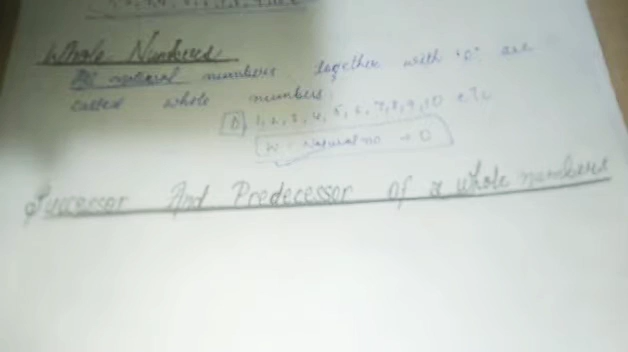 Whole Numbers
All natural numbers together with '0' are
called whole numbers
0, 1, 2, 3, 4, 5, 6, 7, 8, 9, 10 etc
W - Natural no → 0
Successor And Predecessor Of a whole numbers